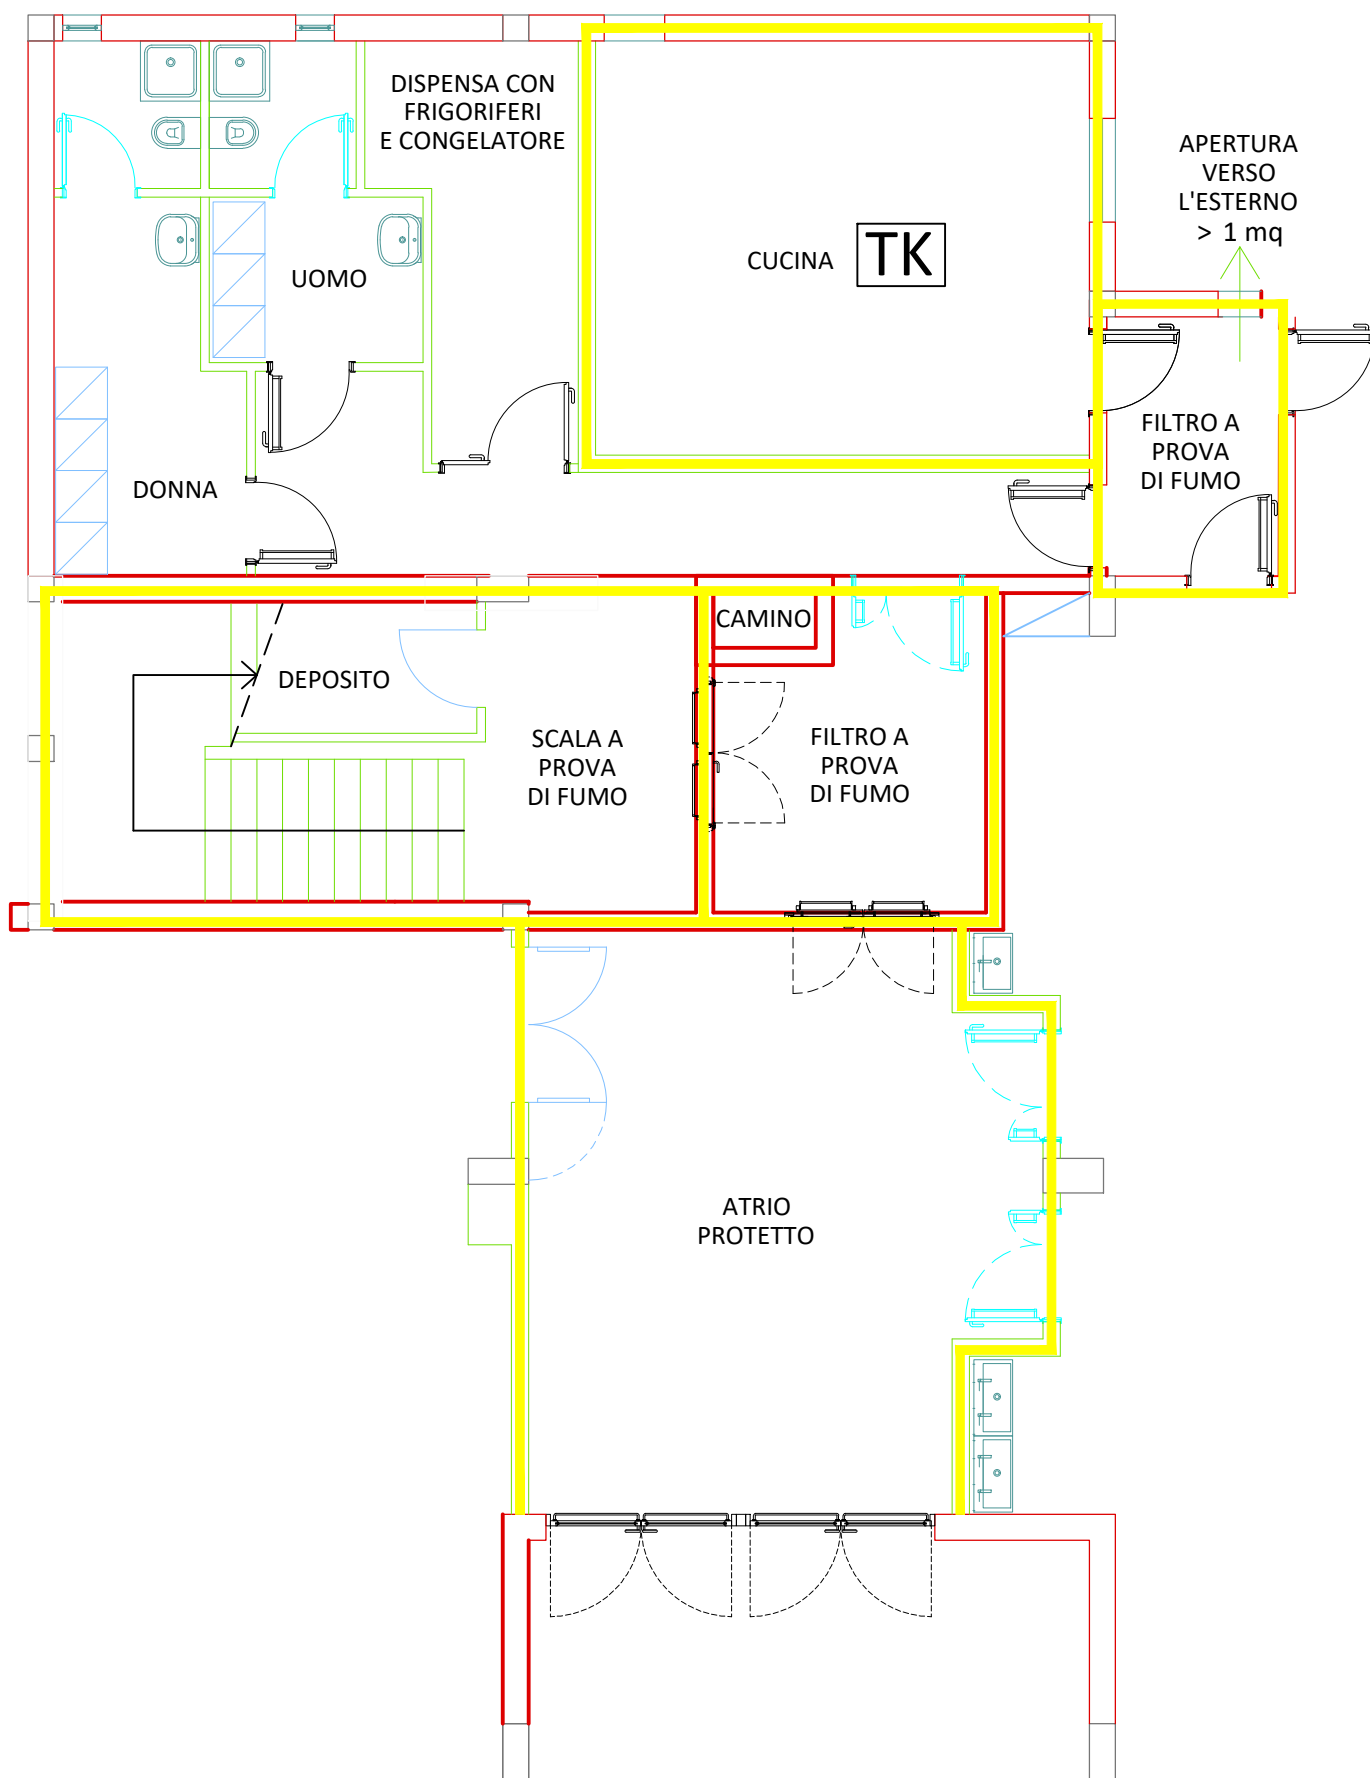 DISPENSA CON
FRIGORIFERI
E CONGELATORE
APERTURA
VERSO
L'ESTERNO
> 1 mq
CUCINA
TK
UOMO
FILTRO A
PROVA
DI FUMO
DONNA
CAMINO
DEPOSITO
SCALA A
PROVA
DI FUMO
FILTRO A
PROVA
DI FUMO
ATRIO
PROTETTO